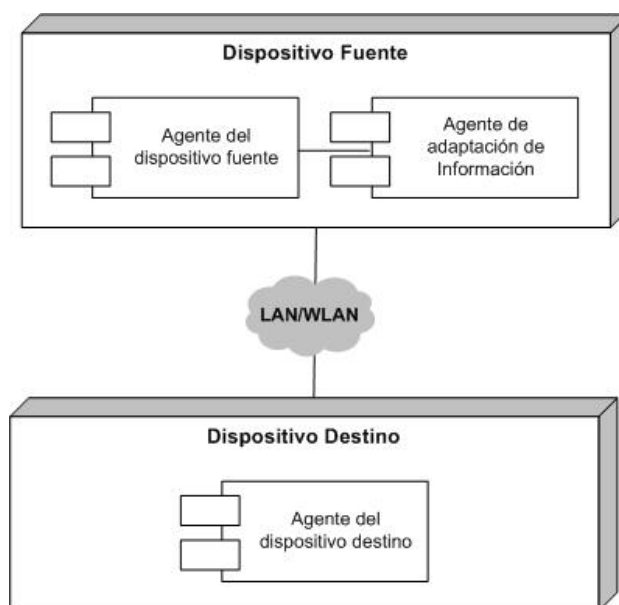 Dispositivo Fuente
Agente del
dispositivo fuente
Agente de
adaptación de
Información
LAN/WLAN
Dispositivo Destino
Agente del
dispositivo destino